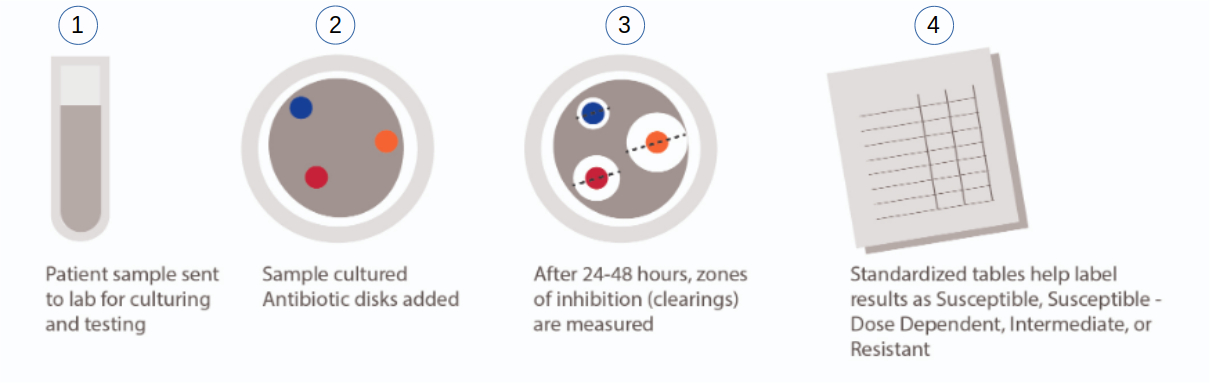 1
2
3
4
Patient sample sent
to lab for culturing
and testing
Sample cultured
Antibiotic disks added
After 24-48 hours, zones
of inhibition (clearings)
are measured
Standardized tables help label
results as Susceptible, Susceptible -
Dose Dependent, Intermediate, or
Resistant